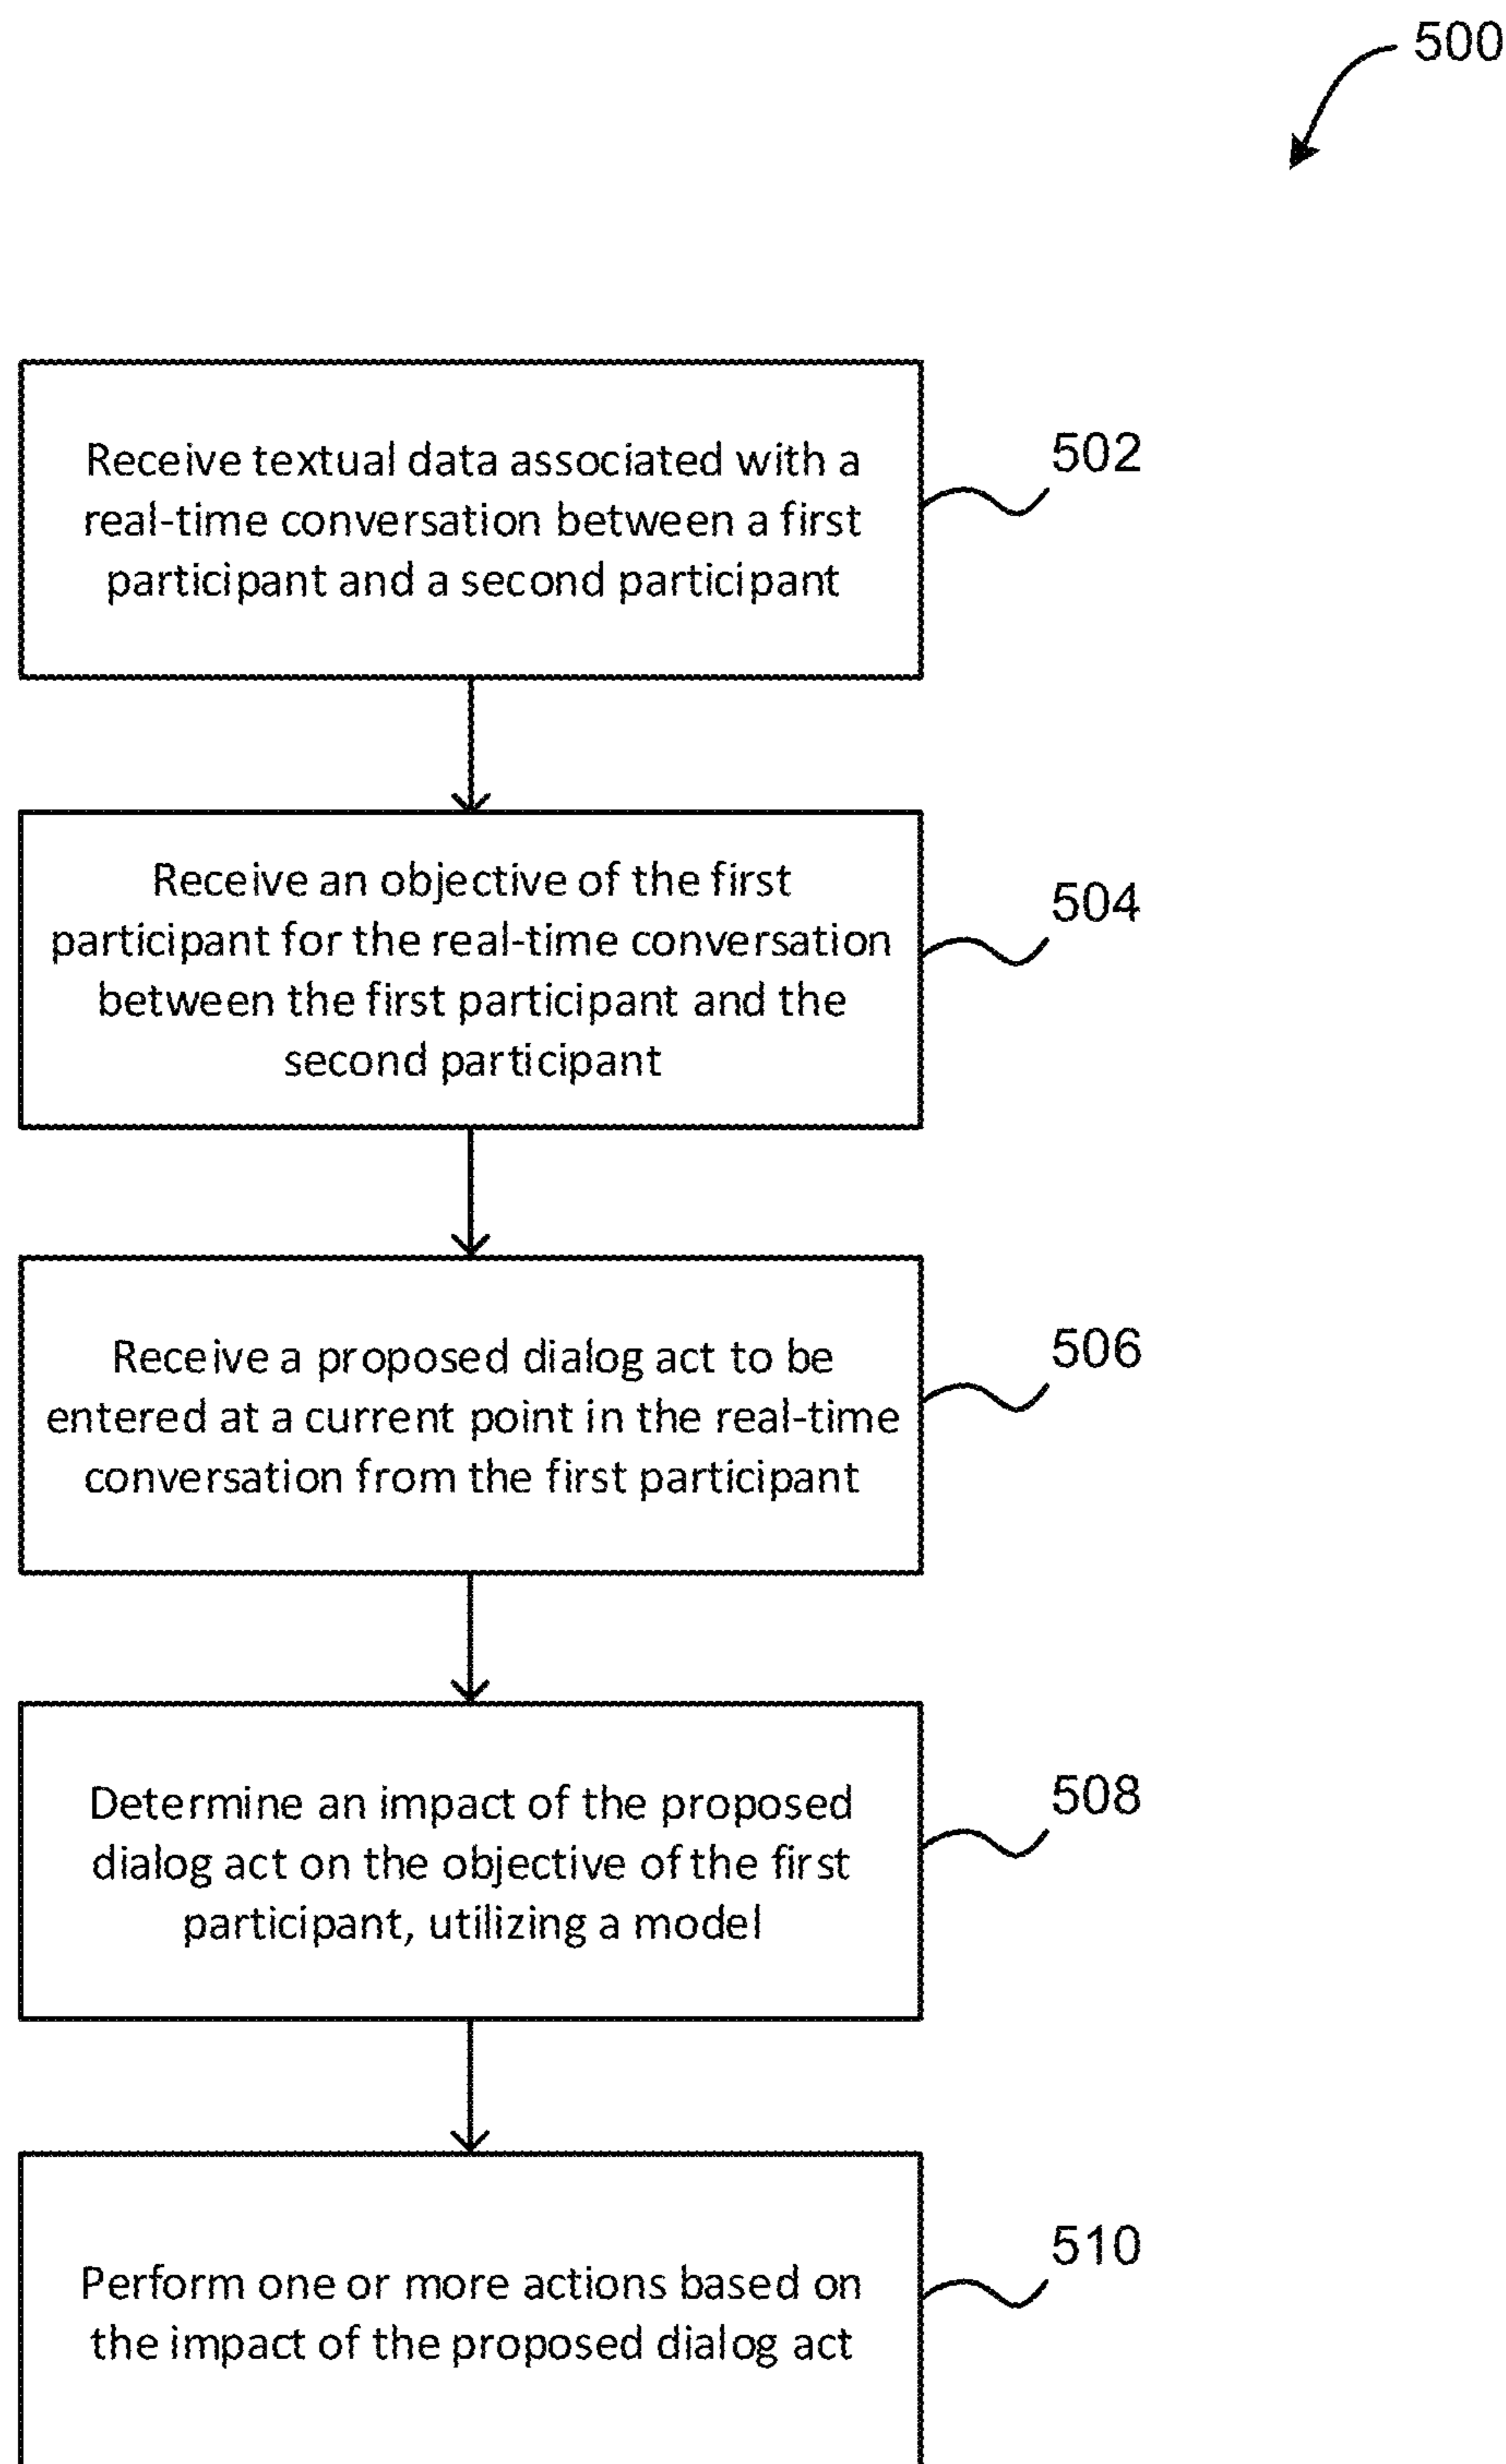 500
Receive textual data associated with a
real-time conversation between a first
participant and a second participant
502
Receive an objective of the first
participant for the real-time conversation
between the first participant and the
second participant
504
Receive a proposed dialog act to be
entered at a current point in the real-time
conversation from the first participant
506
Determine an impact of the proposed
dialog act on the objective of the first
participant, utilizing a model
508
Perform one or more actions based on
the impact of the proposed dialog act
510